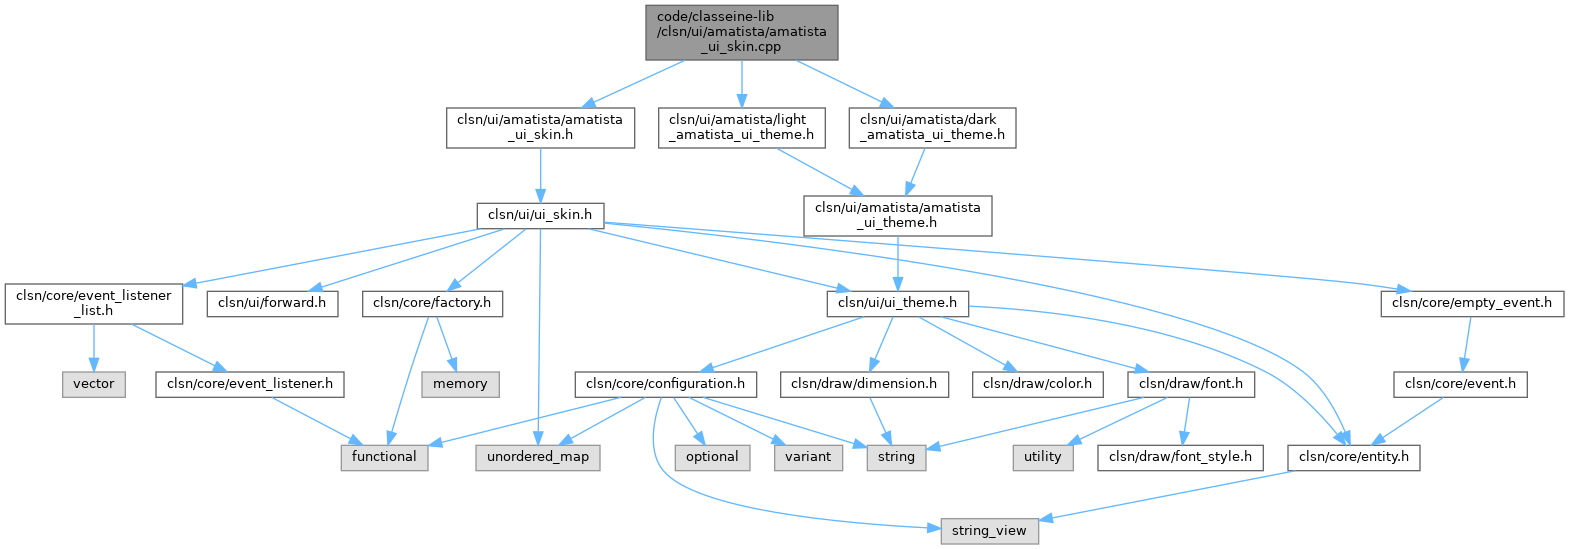 code/classeine-lib
/clsn/ui/amatista/amatista
_ui_skin.cpp
clsn/ui/amatista/amatista
_ui_skin.h
clsn/ui/amatista/light
_amatista_ui_theme.h
clsn/ui/amatista/dark
_amatista_ui_theme.h
clsn/ui/ui_skin.h
clsn/ui/amatista/amatista
_ui_theme.h
clsn/core/event_listener
_list.h
clsn/ui/forward.h
clsn/core/factory.h
clsn/ui/ui_theme.h
clsn/core/empty_event.h
vector
clsn/core/event_listener.h
memory
clsn/core/configuration.h
clsn/draw/dimension.h
clsn/draw/color.h
clsn/draw/font.h
clsn/core/event.h
functional
unordered_map
optional
variant
string
utility
clsn/draw/font_style.h
clsn/core/entity.h
string_view